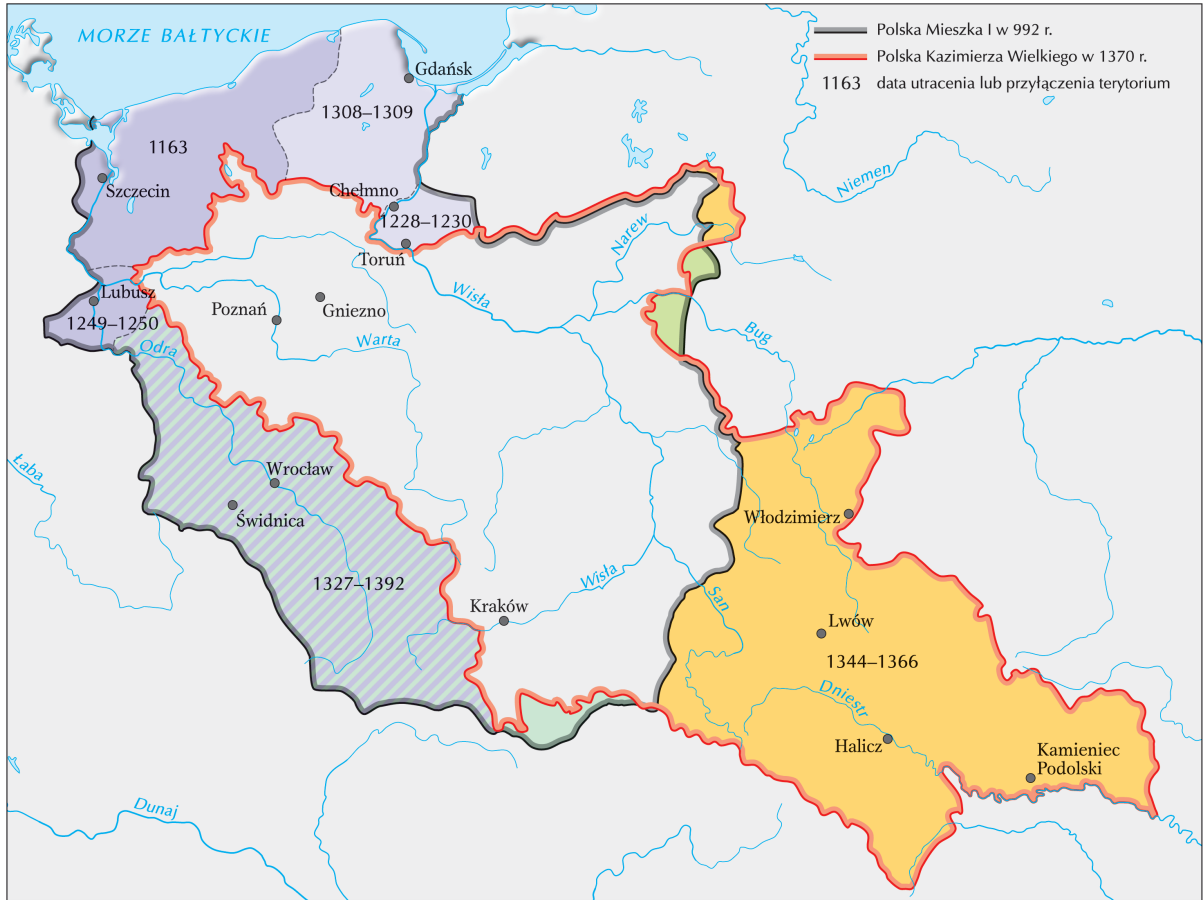 MORZE BAŁTYCKIE
Polska Mieszka I w 992 r.
Polska Kazimierza Wielkiego w 1370 r.
1163 data utracenia lub przyłączenia terytorium
Gdańsk
1308–1309
1163
Szczecin
Chełmno
1228–1230
Toruń
Niemen
Narew
Wisła
Lubusz
1249–1250
Poznań
Gniezno
Odra
Warta
Bug
Łaba
Wrocław
Świdnica
Włodzimierz
1327–1392
Wisła
Kraków
San
Lwów
1344–1366
Dniestr
Halicz
Kamieniec
Podolski
Dunaj